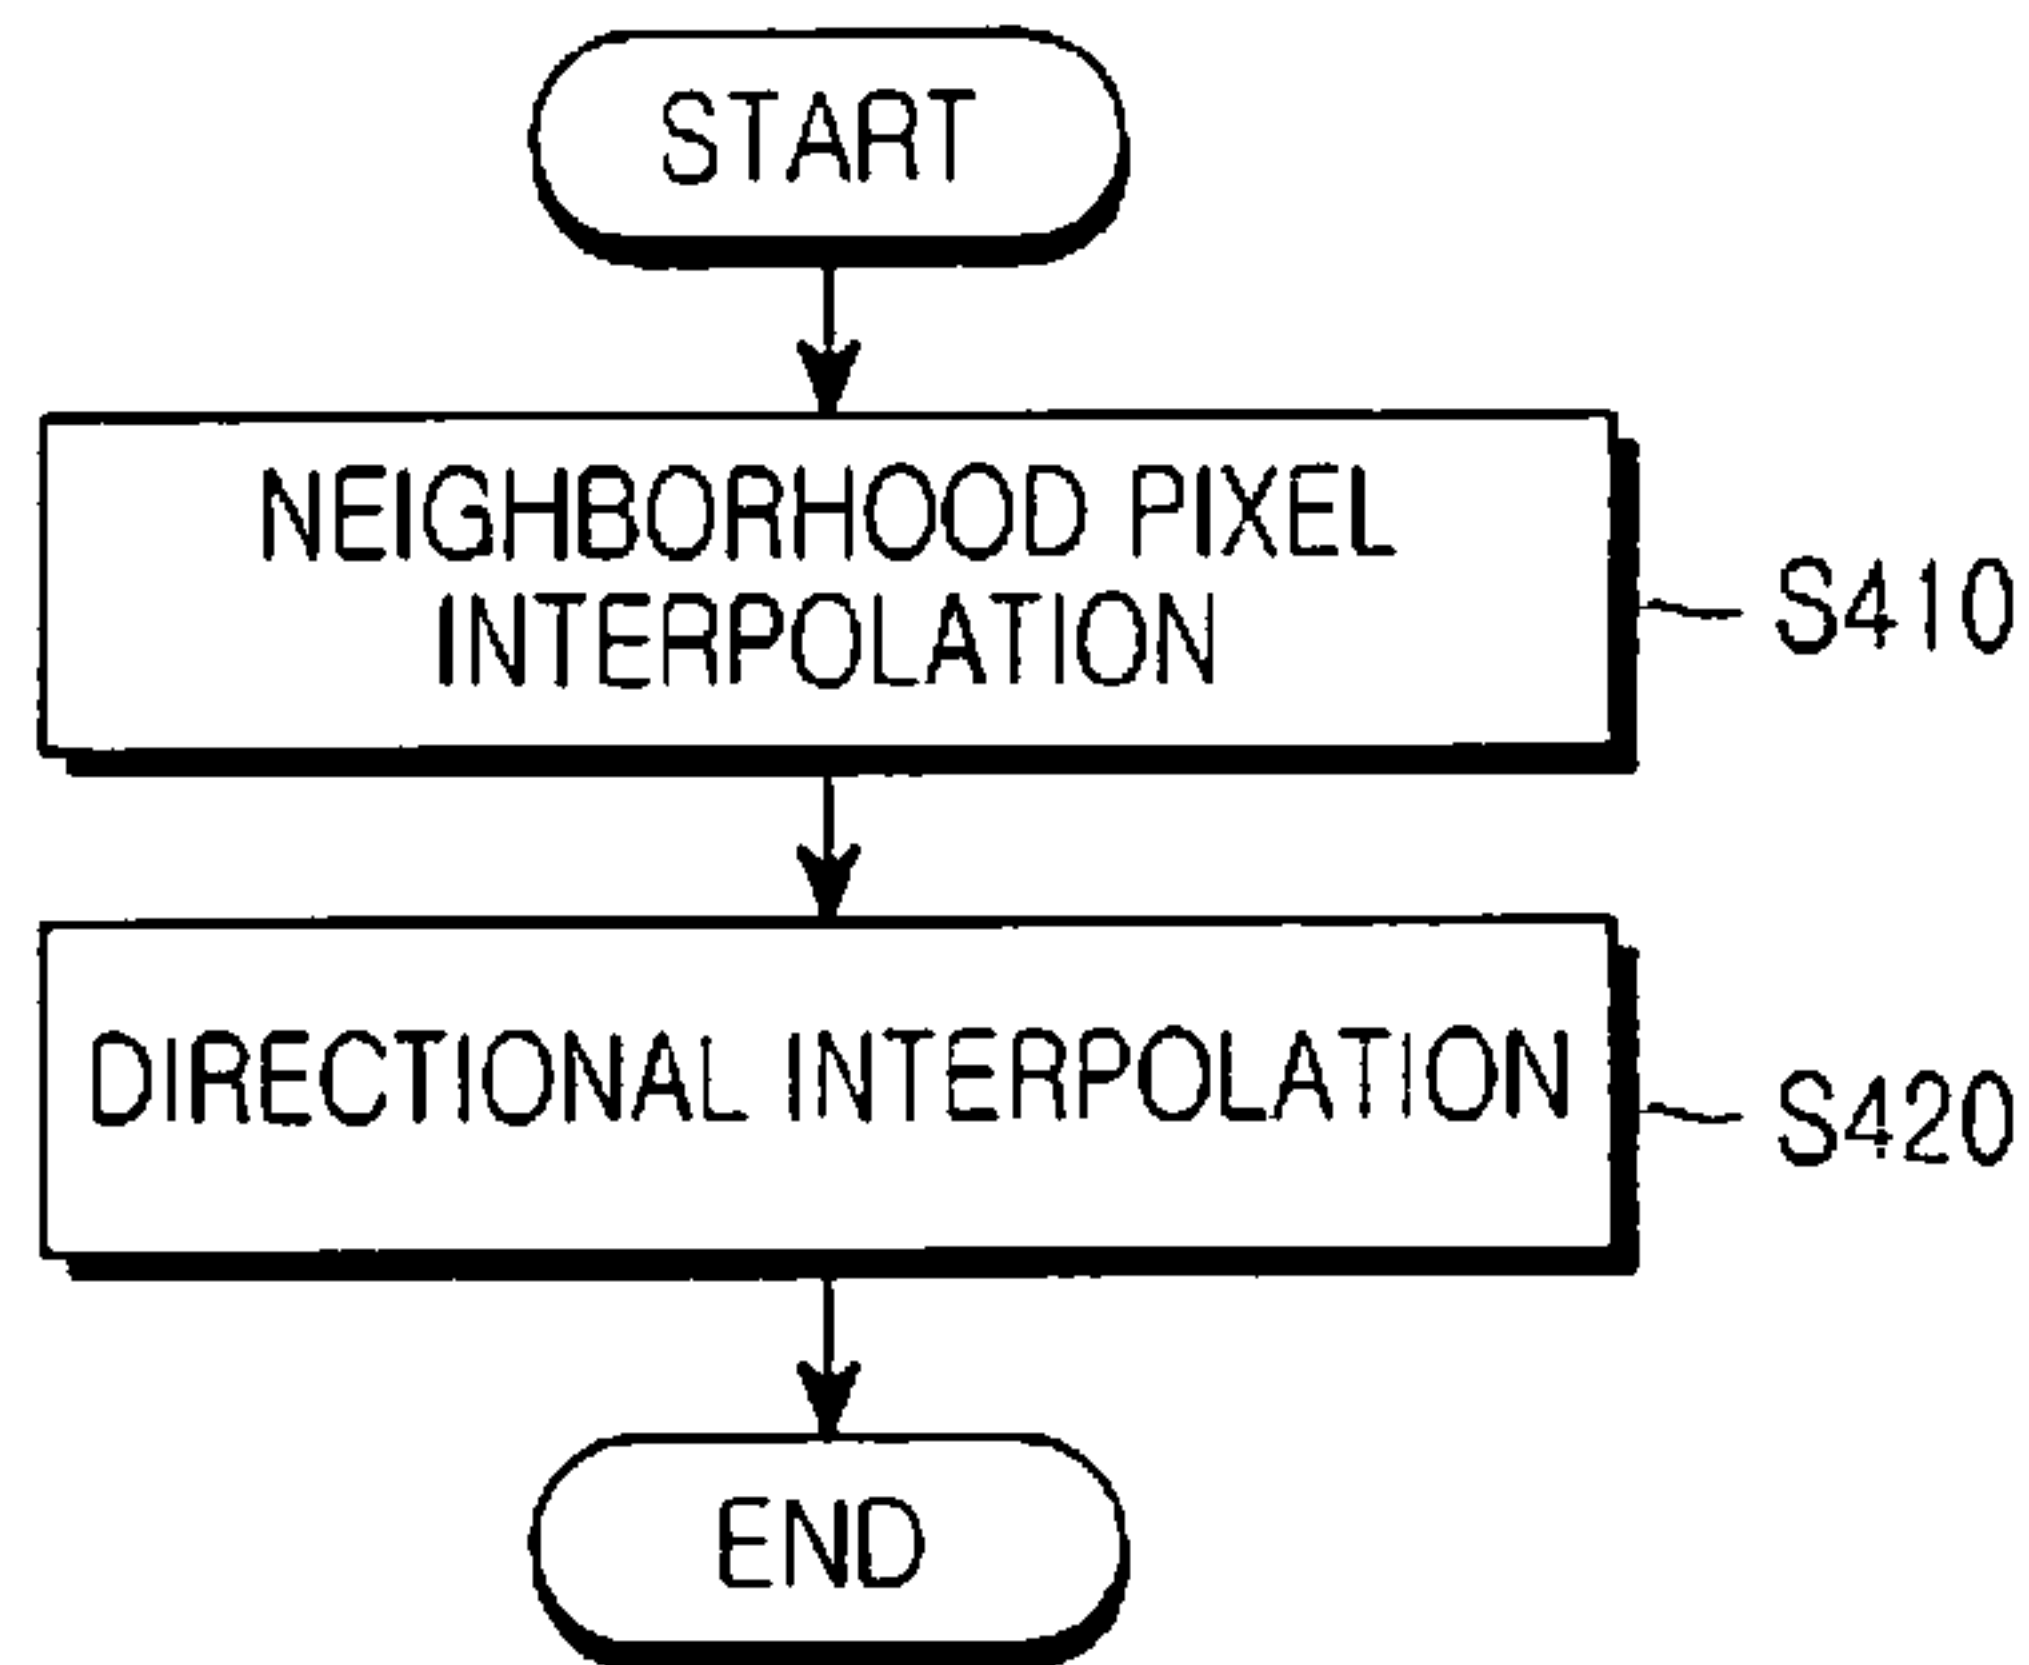 START
NEIGHBORHOOD PIXEL
INTERPOLATION
S410
DIRECTIONAL INTERPOLATION
S420
END